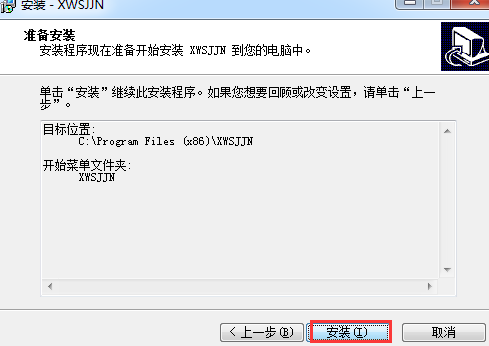 安装 - XWSJJN
准备安装
安装程序现在准备开始安装 XWSJJN 到您的电脑中。
单击“安装”继续此安装程序。如果您想要回顾或改变设置，请单击“上一
步”。
目标位置:
C:\Program Files (x86)\XWSJJN
开始菜单文件夹:
XWSJJN
< 上一步(B) 安装(I) 取消